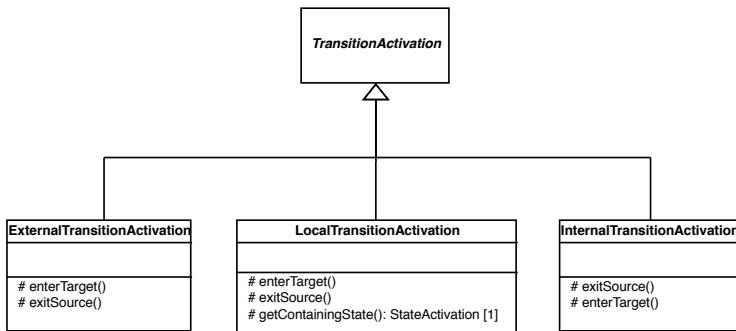 TransitionActivation
ExternalTransitionActivation
# enterTarget()
# exitSource()
LocalTransitionActivation
# enterTarget()
# exitSource()
# getContainingState(): StateActivation [1]
InternalTransitionActivation
# exitSource()
# enterTarget()